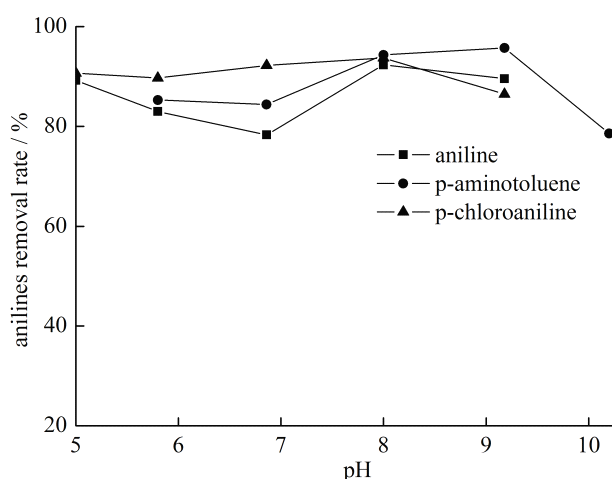 100
80
60
40
20
anilines removal rate / %
aniline
p-aminotoluene
p-chloroaniline
5 6 7 8 9 10
pH